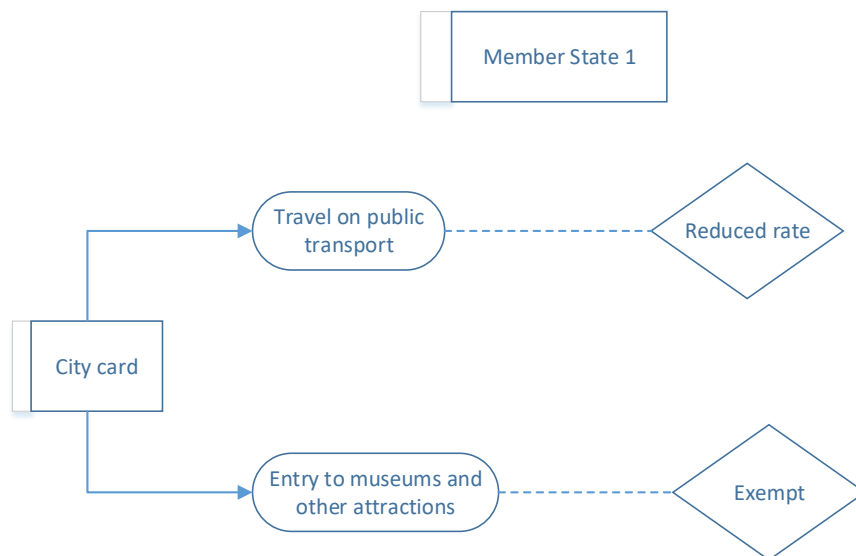 Member State 1
Travel on public
transport
Reduced rate
City card
Entry to museums and
other attractions
Exempt